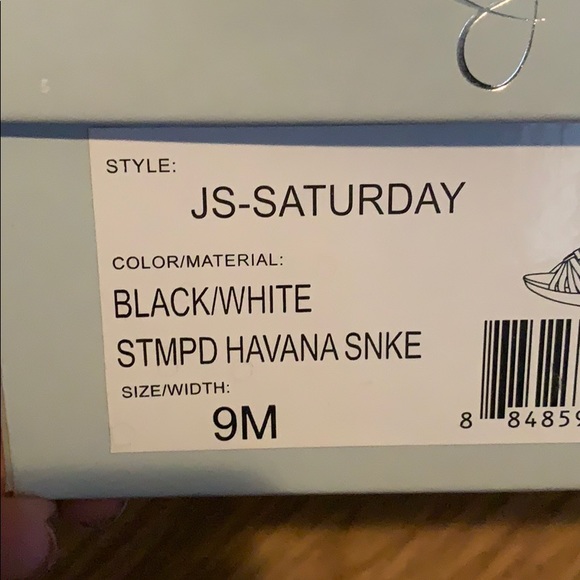 STYLE:
JS-SATURDAY
COLOR/MATERIAL:
BLACK/WHITE
STMPD HAVANA SNKE
SIZE/WIDTH:
9M
8 84859